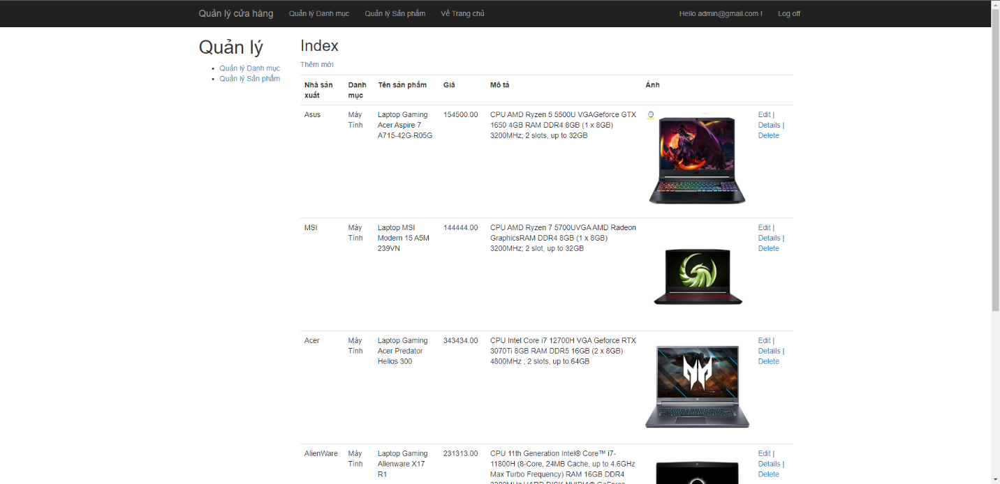 Quản lý cửa hàng Quản lý Danh mục Quản lý Sản phẩm Về Trang chủ Hello admin@gmail.com ! Log off
Quản lý
Quản lý Danh mục
Quản lý Sản phẩm
Index
Thêm mới
Nhà sản xuất Danh mục Tên sản phẩm Giá Mô tả Ảnh
Asus
Máy
Tính
Laptop Gaming
Acer Aspire 7
A715-42G-R05G
154500.00
CPU AMD Ryzen 5 5500U VGAGeforce GTX
1650 4GB RAM DDR4 8GB (1 x 8GB)
3200MHz; 2 slots, up to 32GB
Edit |
Details |
Delete
MSI
Máy
Tính
Laptop MSI
Modern 15 A5M
239VN
144444.00
CPU AMD Ryzen 7 5700UVGA AMD Radeon
GraphicsRAM DDR4 8GB (1 x 8GB)
3200MHz; 2 slot, up to 32GB
Edit |
Details |
Delete
Acer
Máy
Tính
Laptop Gaming
Acer Predator
Helios 300
343434.00
CPU Intel Core i7 12700H VGA Geforce RTX
3070Ti 8GB RAM DDR5 16GB (2 x 8GB)
4800MHz ; 2 slots, up to 64GB
Edit |
Details |
Delete
AlienWare
Máy
Tính
Laptop Gaming
Alienware X17
R1
231313.00
CPU 11th Generation Intel® Core™ i7-
11800H (8-Core, 24MB Cache, up to 4.6GHz
Max Turbo Frequency) RAM 16GB DDR4
3200MHz HARD RISK NVIDIA® GeForce
Edit |
Details |
Delete